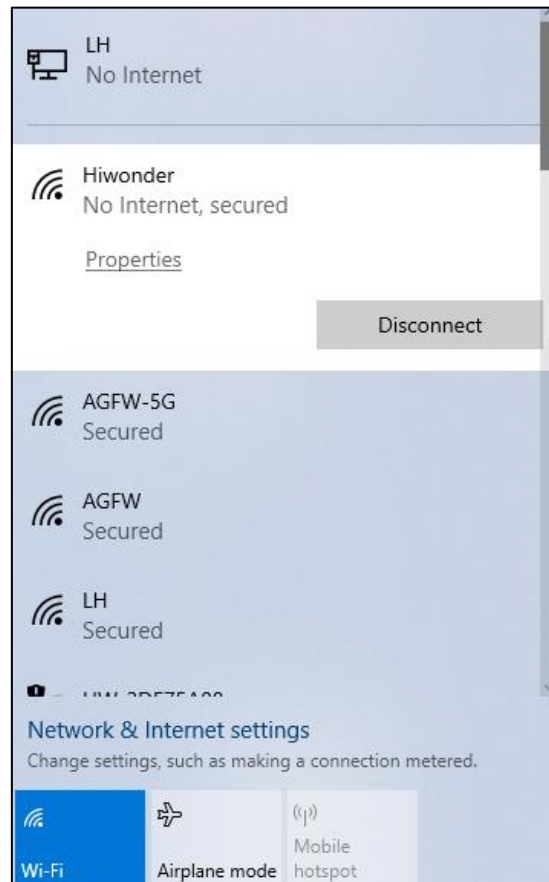 LH
No Internet
Hiwonder
No Internet, secured
Properties
Disconnect
AGFW-5G
Secured
AGFW
Secured
LH
Secured
Network & Internet settings
Change settings, such as making a connection metered.
Wi-Fi
Airplane mode
Mobile
hotspot